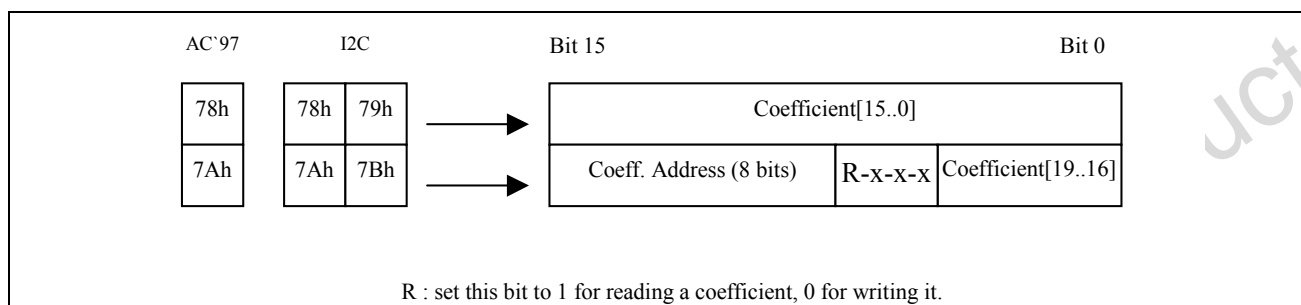 AC`97 I2C Bit 15 Bit 0
78h 78h 79h Coefficient[15..0]
7Ah 7Ah 7Bh Coeff. Address (8 bits) R-x-x-x Coefficient[19..16]
R : set this bit to 1 for reading a coefficient, 0 for writing it.